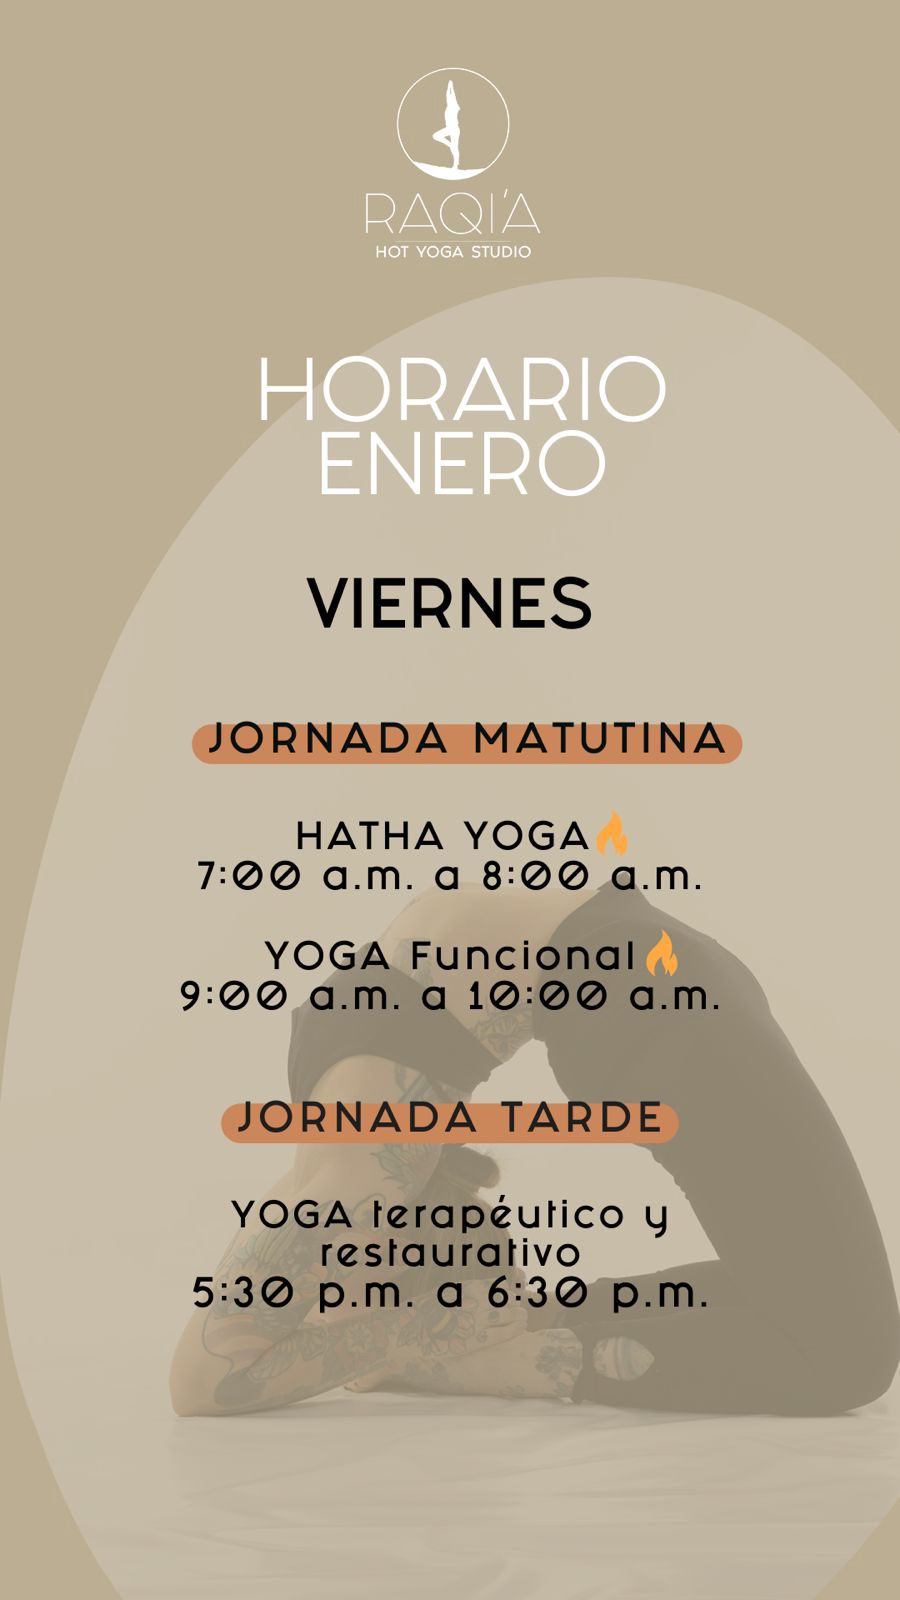 RAQI'A
HOT YOGA STUDIO
HORARIO
ENERO
VIERNES
JORNADA MATUTINA
HATHA YOGA🔥
7:00 a.m. a 8:00 a.m.
YOGA Funcional🔥
9:00 a.m. a 10:00 a.m.
JORNADA TARDE
YOGA terapéutico y
restaurativo
5:30 p.m. a 6:30 p.m.